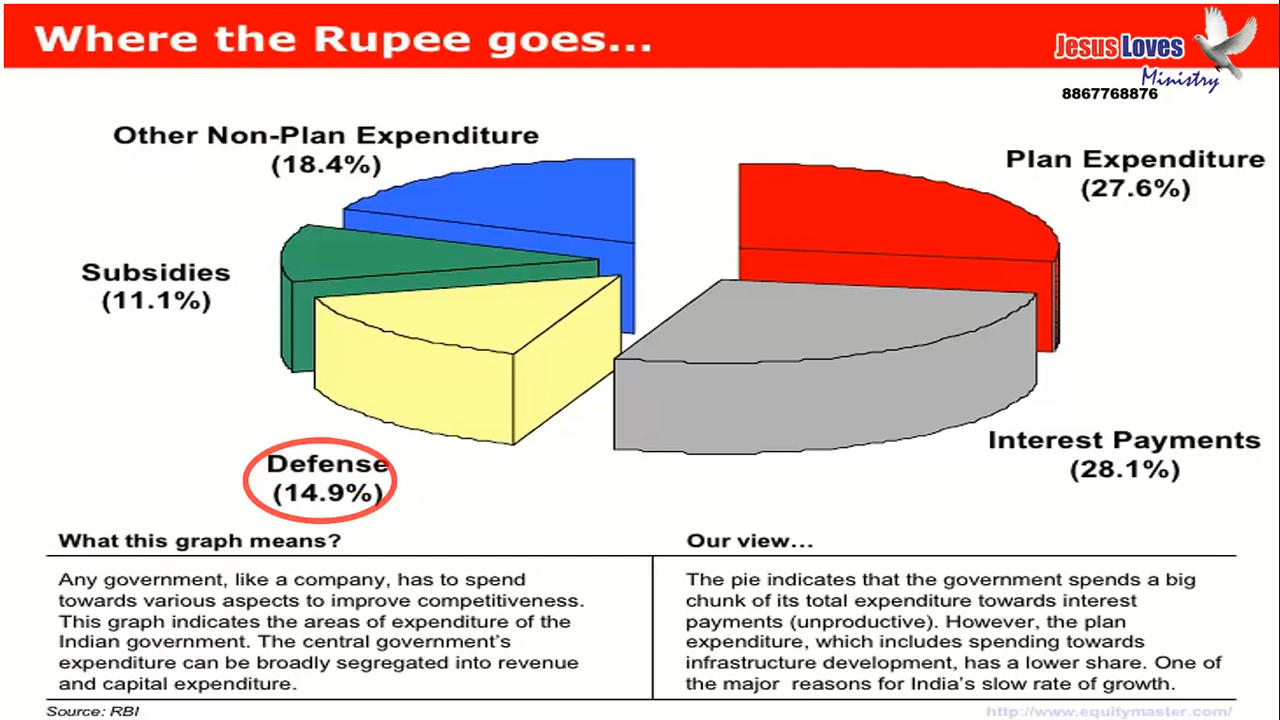 Where the Rupee goes...
Jesus Loves
Ministry
8867768876
Other Non-Plan Expenditure
(18.4%)
Plan Expenditure
(27.6%)
Subsidies
(11.1%)
Defense
(14.9%)
Interest Payments
(28.1%)
What this graph means?
Any government, like a company, has to spend
towards various aspects to improve competitiveness.
This graph indicates the areas of expenditure of the
Indian government. The central government's
expenditure can be broadly segregated into revenue
and capital expenditure.
Our view...
The pie indicates that the government spends a big
chunk of its total expenditure towards interest
payments (unproductive). However, the plan
expenditure, which includes spending towards
infrastructure development, has a lower share. One of
the major reasons for India's slow rate of growth.
Source: RBI
http://www.equitymaster.com/